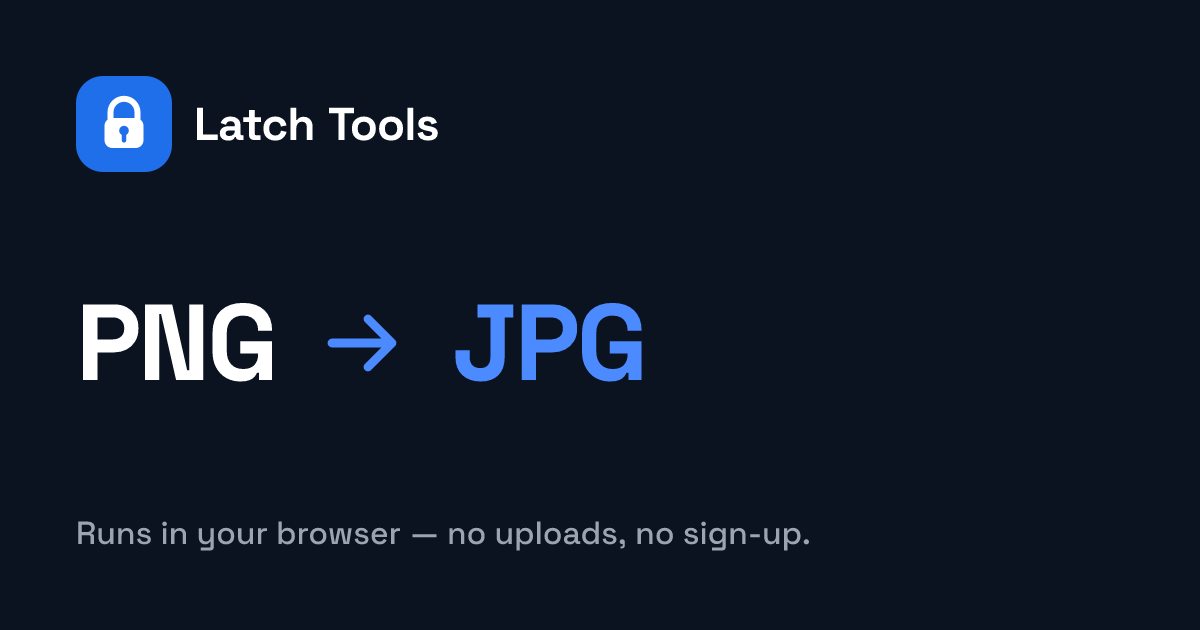 Latch Tools
PNG → JPG
Runs in your browser — no uploads, no sign-up.